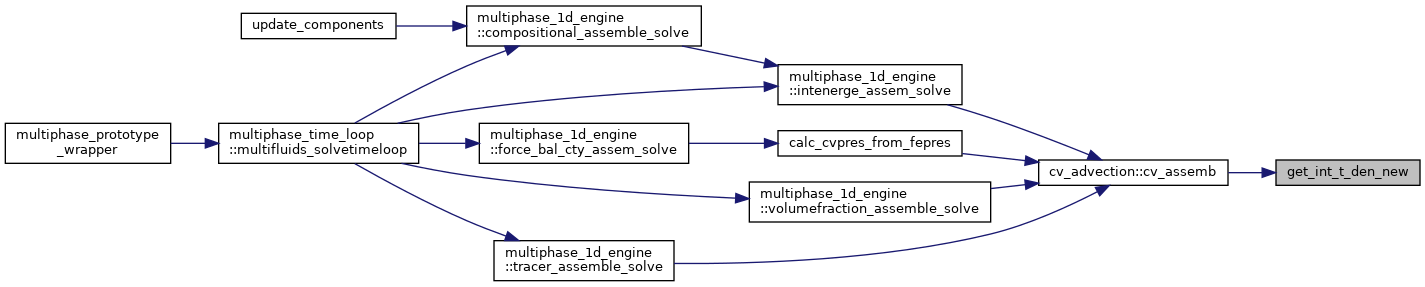 update_components
multiphase_1d_engine
::compositional_assemble_solve
multiphase_1d_engine
::intenerge_assem_solve
multiphase_prototype
_wrapper
multiphase_time_loop
::multifluids_solvetimeloop
multiphase_1d_engine
::force_bal_cty_assem_solve
calc_cvpres_from_fepres
cv_advection::cv_assemb
get_int_t_den_new
multiphase_1d_engine
::volumefraction_assemble_solve
multiphase_1d_engine
::tracer_assemble_solve